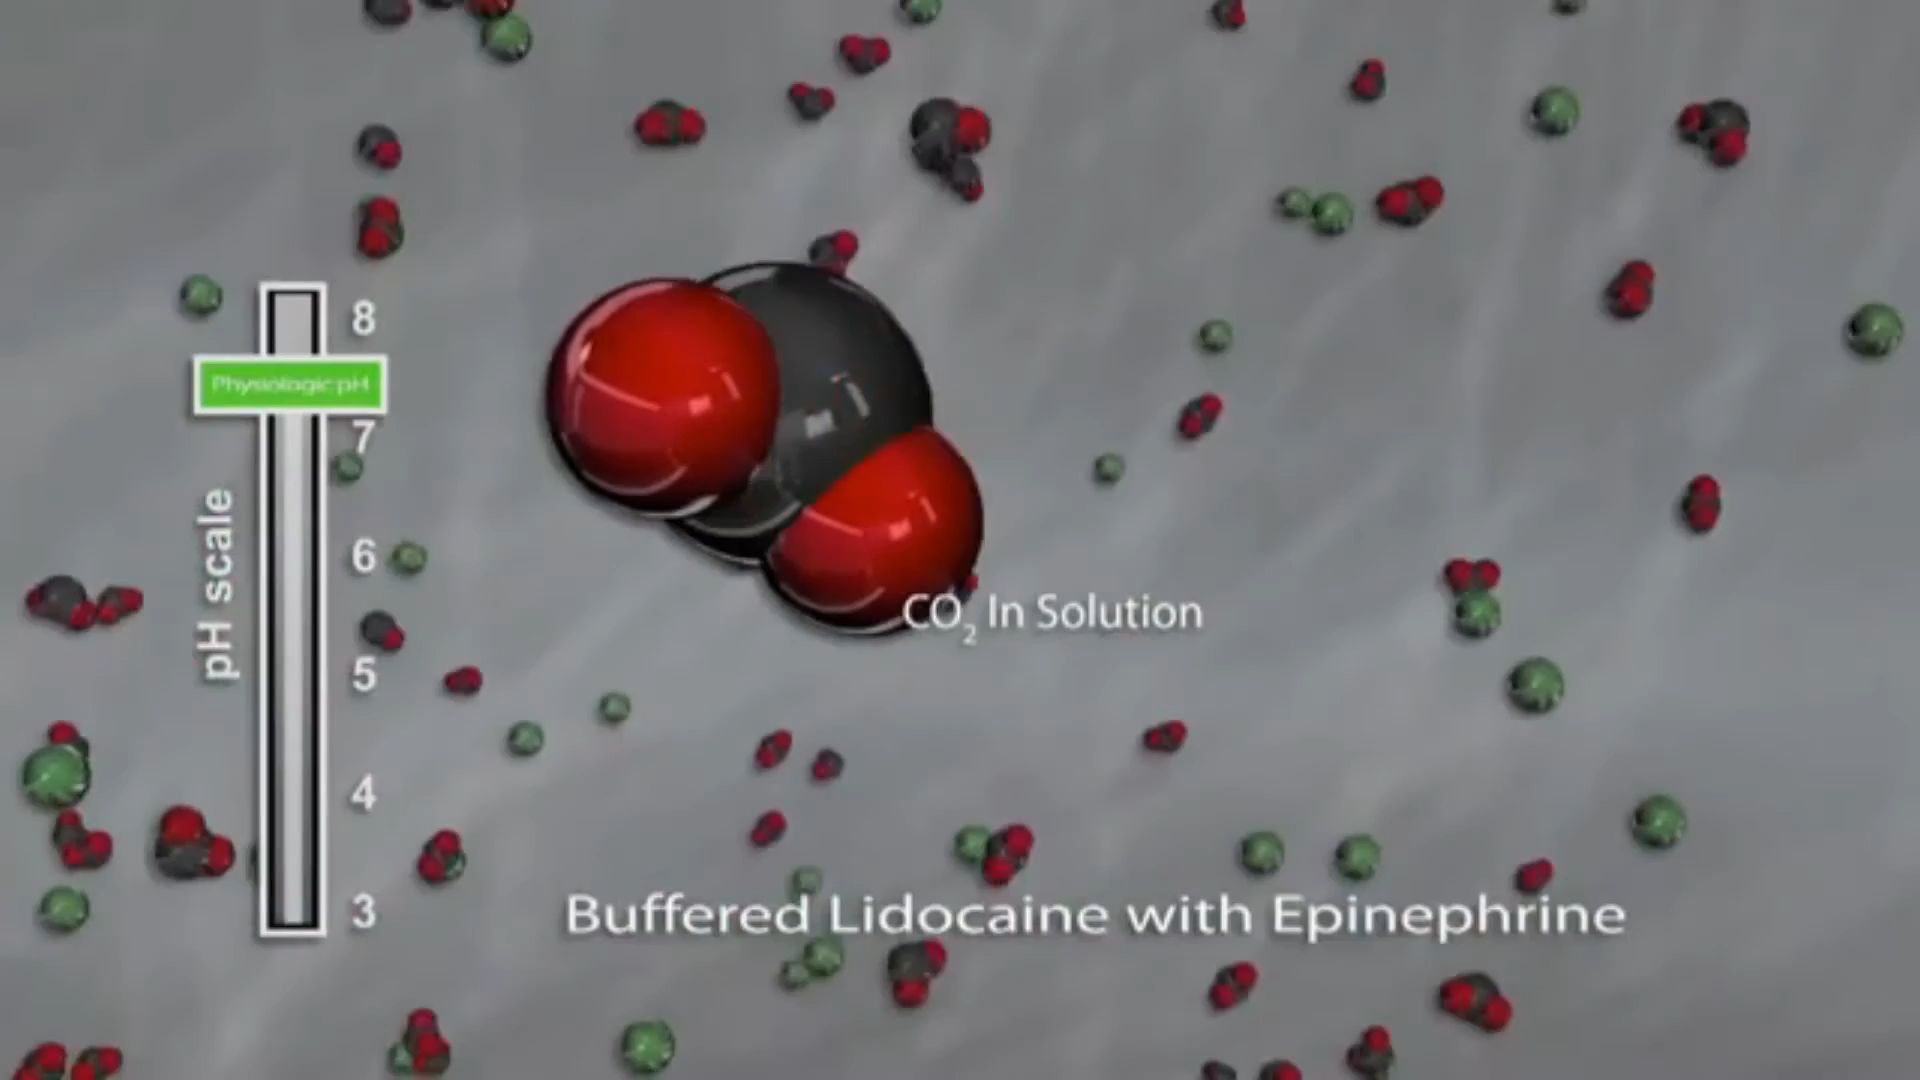 8
Physiologic pH
7
6
5
4
3
pH scale
CO₂ In Solution
Buffered Lidocaine with Epinephrine